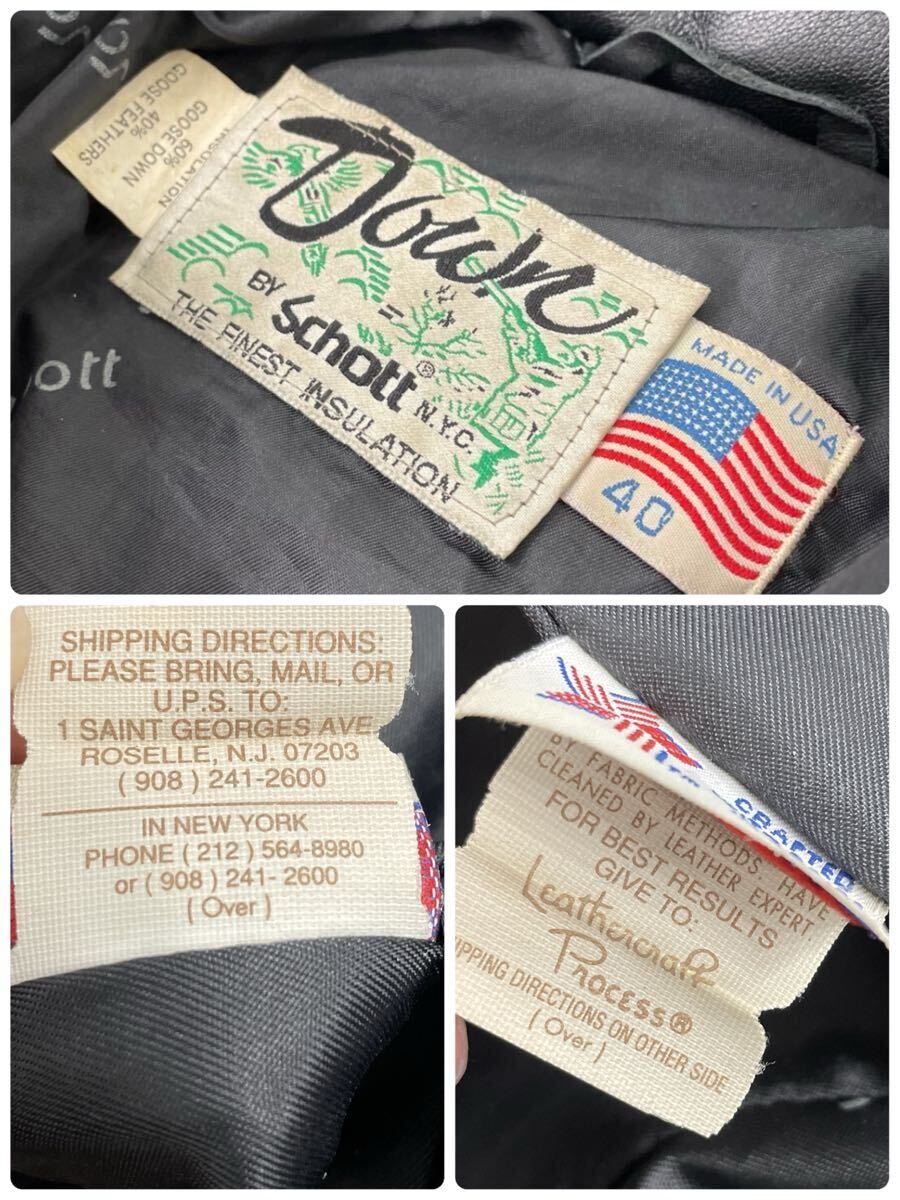 INSULATION
60%
GOOSE DOWN
40%
GOOSE FEATHERS
Down
BY Schott® N.Y.C.
THE FINEST INSULATION
MADE IN USA
40
ott
SHIPPING DIRECTIONS:
PLEASE BRING, MAIL, OR
U.P.S. TO:
1 SAINT GEORGES AVE
ROSELLE, N.J. 07203
(908) 241-2600
IN NEW YORK
PHONE (212) 564-8980
or (908) 241-2600
(Over)
CRAFTED
BY FABRIC METHODS. HAVE
CLEANED BY LEATHER EXPERT.
FOR BEST RESULTS
GIVE TO:
Leathercraft
Process®
IPPING DIRECTIONS ON OTHER SIDE
(Over)